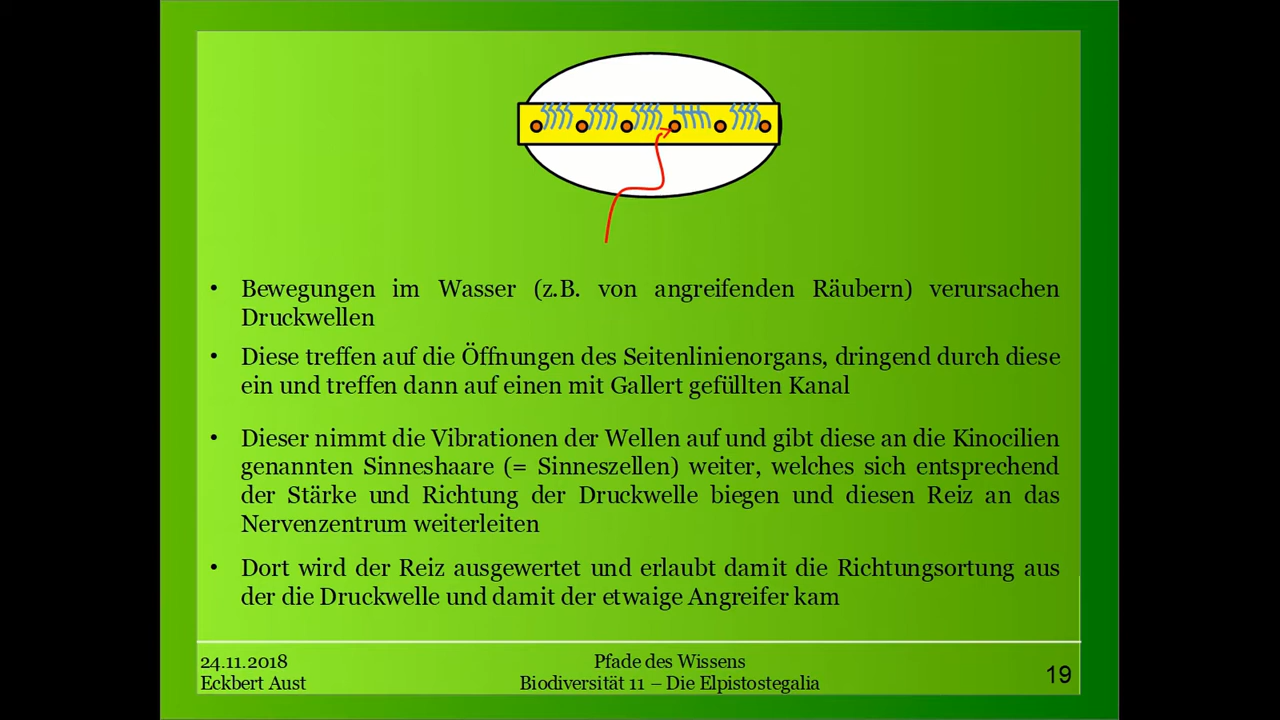 • Bewegungen im Wasser (z.B. von angreifenden Räubern) verursachen
Druckwellen
• Diese treffen auf die Öffnungen des Seitenlinienorgans, dringend durch diese
ein und treffen dann auf einen mit Gallert gefüllten Kanal
• Dieser nimmt die Vibrationen der Wellen auf und gibt diese an die Kinocilien
genannten Sinneshaare (= Sinneszellen) weiter, welches sich entsprechend
der Stärke und Richtung der Druckwelle biegen und diesen Reiz an das
Nervenzentrum weiterleiten
• Dort wird der Reiz ausgewertet und erlaubt damit die Richtungsortung aus
der die Druckwelle und damit der etwaige Angreifer kam
24.11.2018
Eckbert Aust
Pfade des Wissens
Biodiversität 11 – Die Elpistostegalia
19